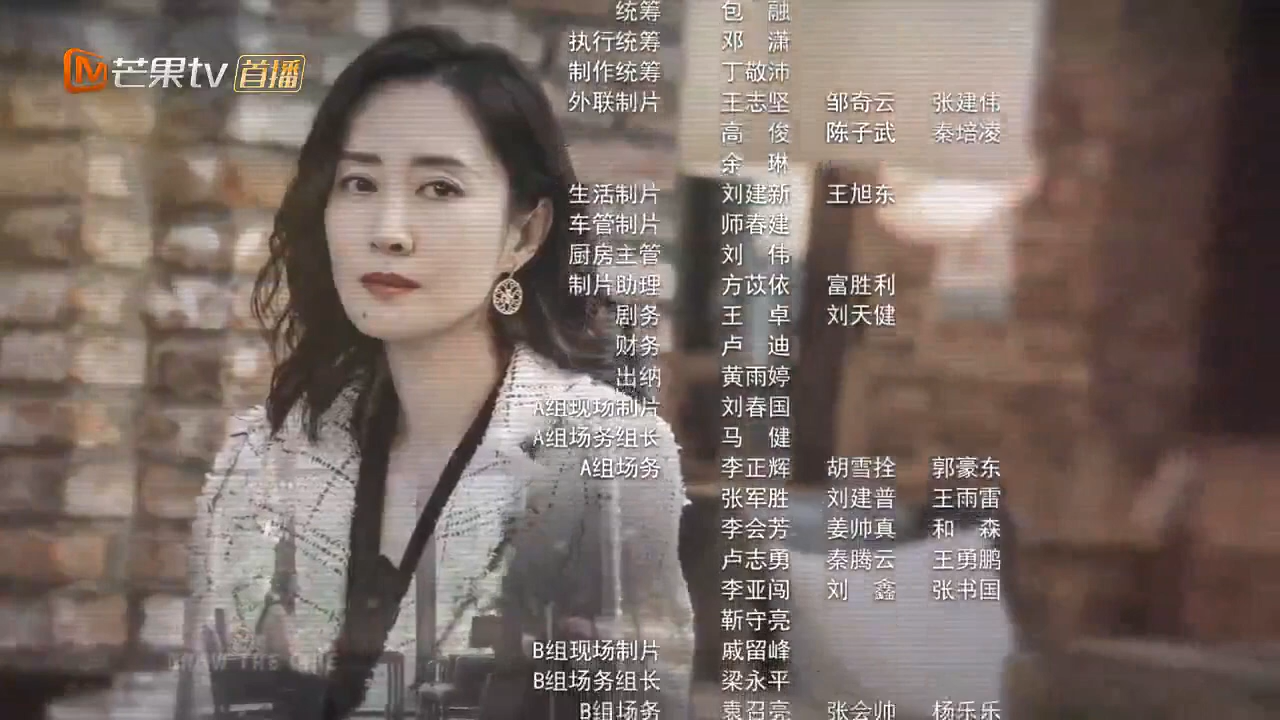 芒果tv 首播
统筹 包 融
执行统筹 邓 潇
制作统筹 丁敬沛
外联制片 王志坚 邹奇云 张建伟
高 俊 陈子武 秦培凌
余 琳
生活制片 刘建新 王旭东
车管制片 师春建
厨房主管 刘 伟
制片助理 方苡依 富胜利
剧务 王 卓 刘天健
财务 卢 迪
出纳 黄雨婷
A组现场制片 刘春国
A组场务组长 马 健
A组场务 李正辉 胡雪拴 郭豪东
张军胜 刘建普 王雨雷
李会芳 姜帅真 和 森
卢志勇 秦腾云 王勇鹏
李亚闯 刘 鑫 张书国
靳守亮
B组现场制片 戚留峰
B组场务组长 梁永平
B组场务 袁召亮 张会帅 杨乐乐